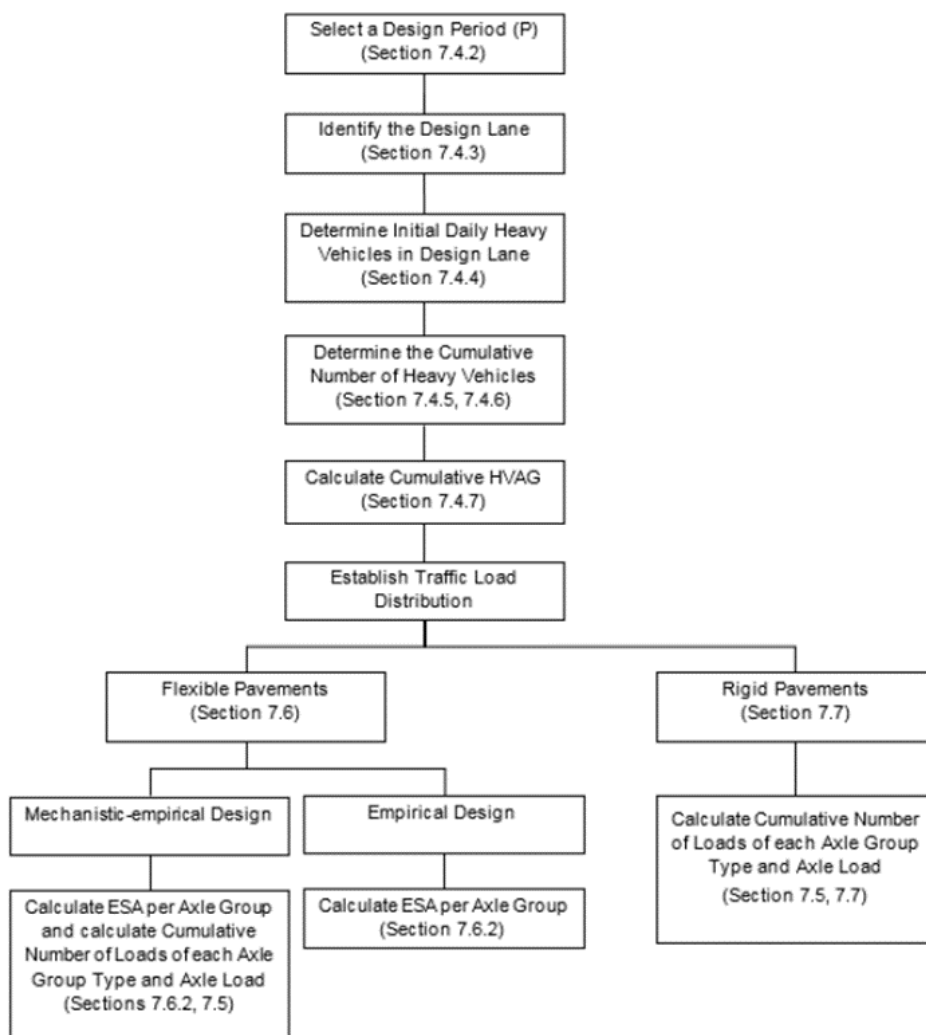 Select a Design Period (P)
(Section 7.4.2)
Identify the Design Lane
(Section 7.4.3)
Determine Initial Daily Heavy
Vehicles in Design Lane
(Section 7.4.4)
Determine the Cumulative
Number of Heavy Vehicles
(Section 7.4.5, 7.4.6)
Calculate Cumulative HVAG
(Section 7.4.7)
Establish Traffic Load
Distribution
Flexible Pavements
(Section 7.6)
Rigid Pavements
(Section 7.7)
Mechanistic-empirical Design
Empirical Design
Calculate Cumulative Number
of Loads of each Axle Group
Type and Axle Load
(Section 7.5, 7.7)
Calculate ESA per Axle Group
and calculate Cumulative
Number of Loads of each Axle
Group Type and Axle Load
(Sections 7.6.2, 7.5)
Calculate ESA per Axle Group
(Section 7.6.2)